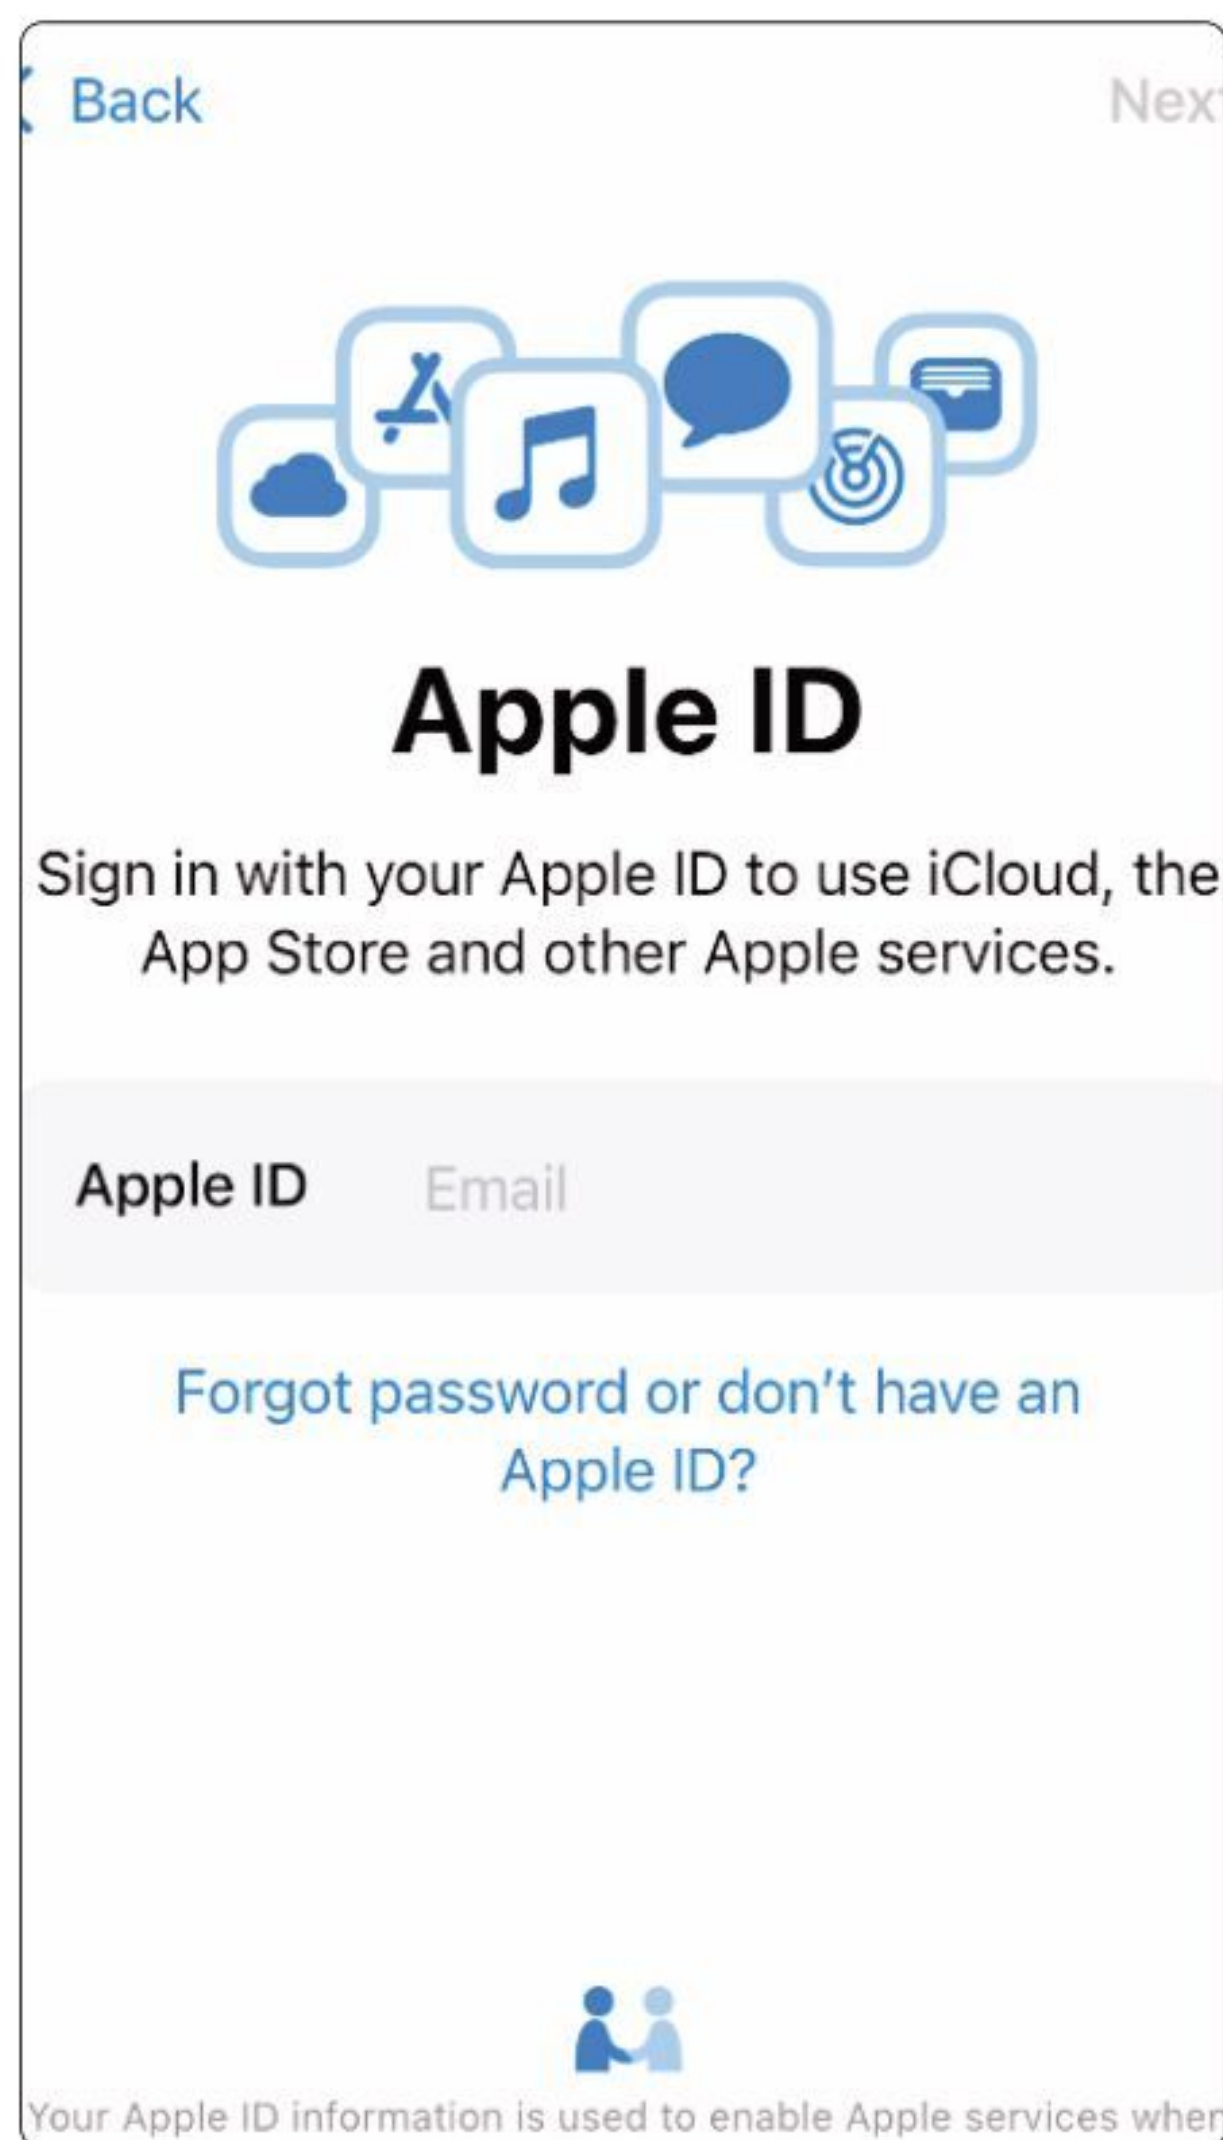 Back
Nex
Apple ID
Sign in with your Apple ID to use iCloud, the
App Store and other Apple services.
Apple ID Email
Forgot password or don’t have an
Apple ID?
Your Apple ID information is used to enable Apple services when